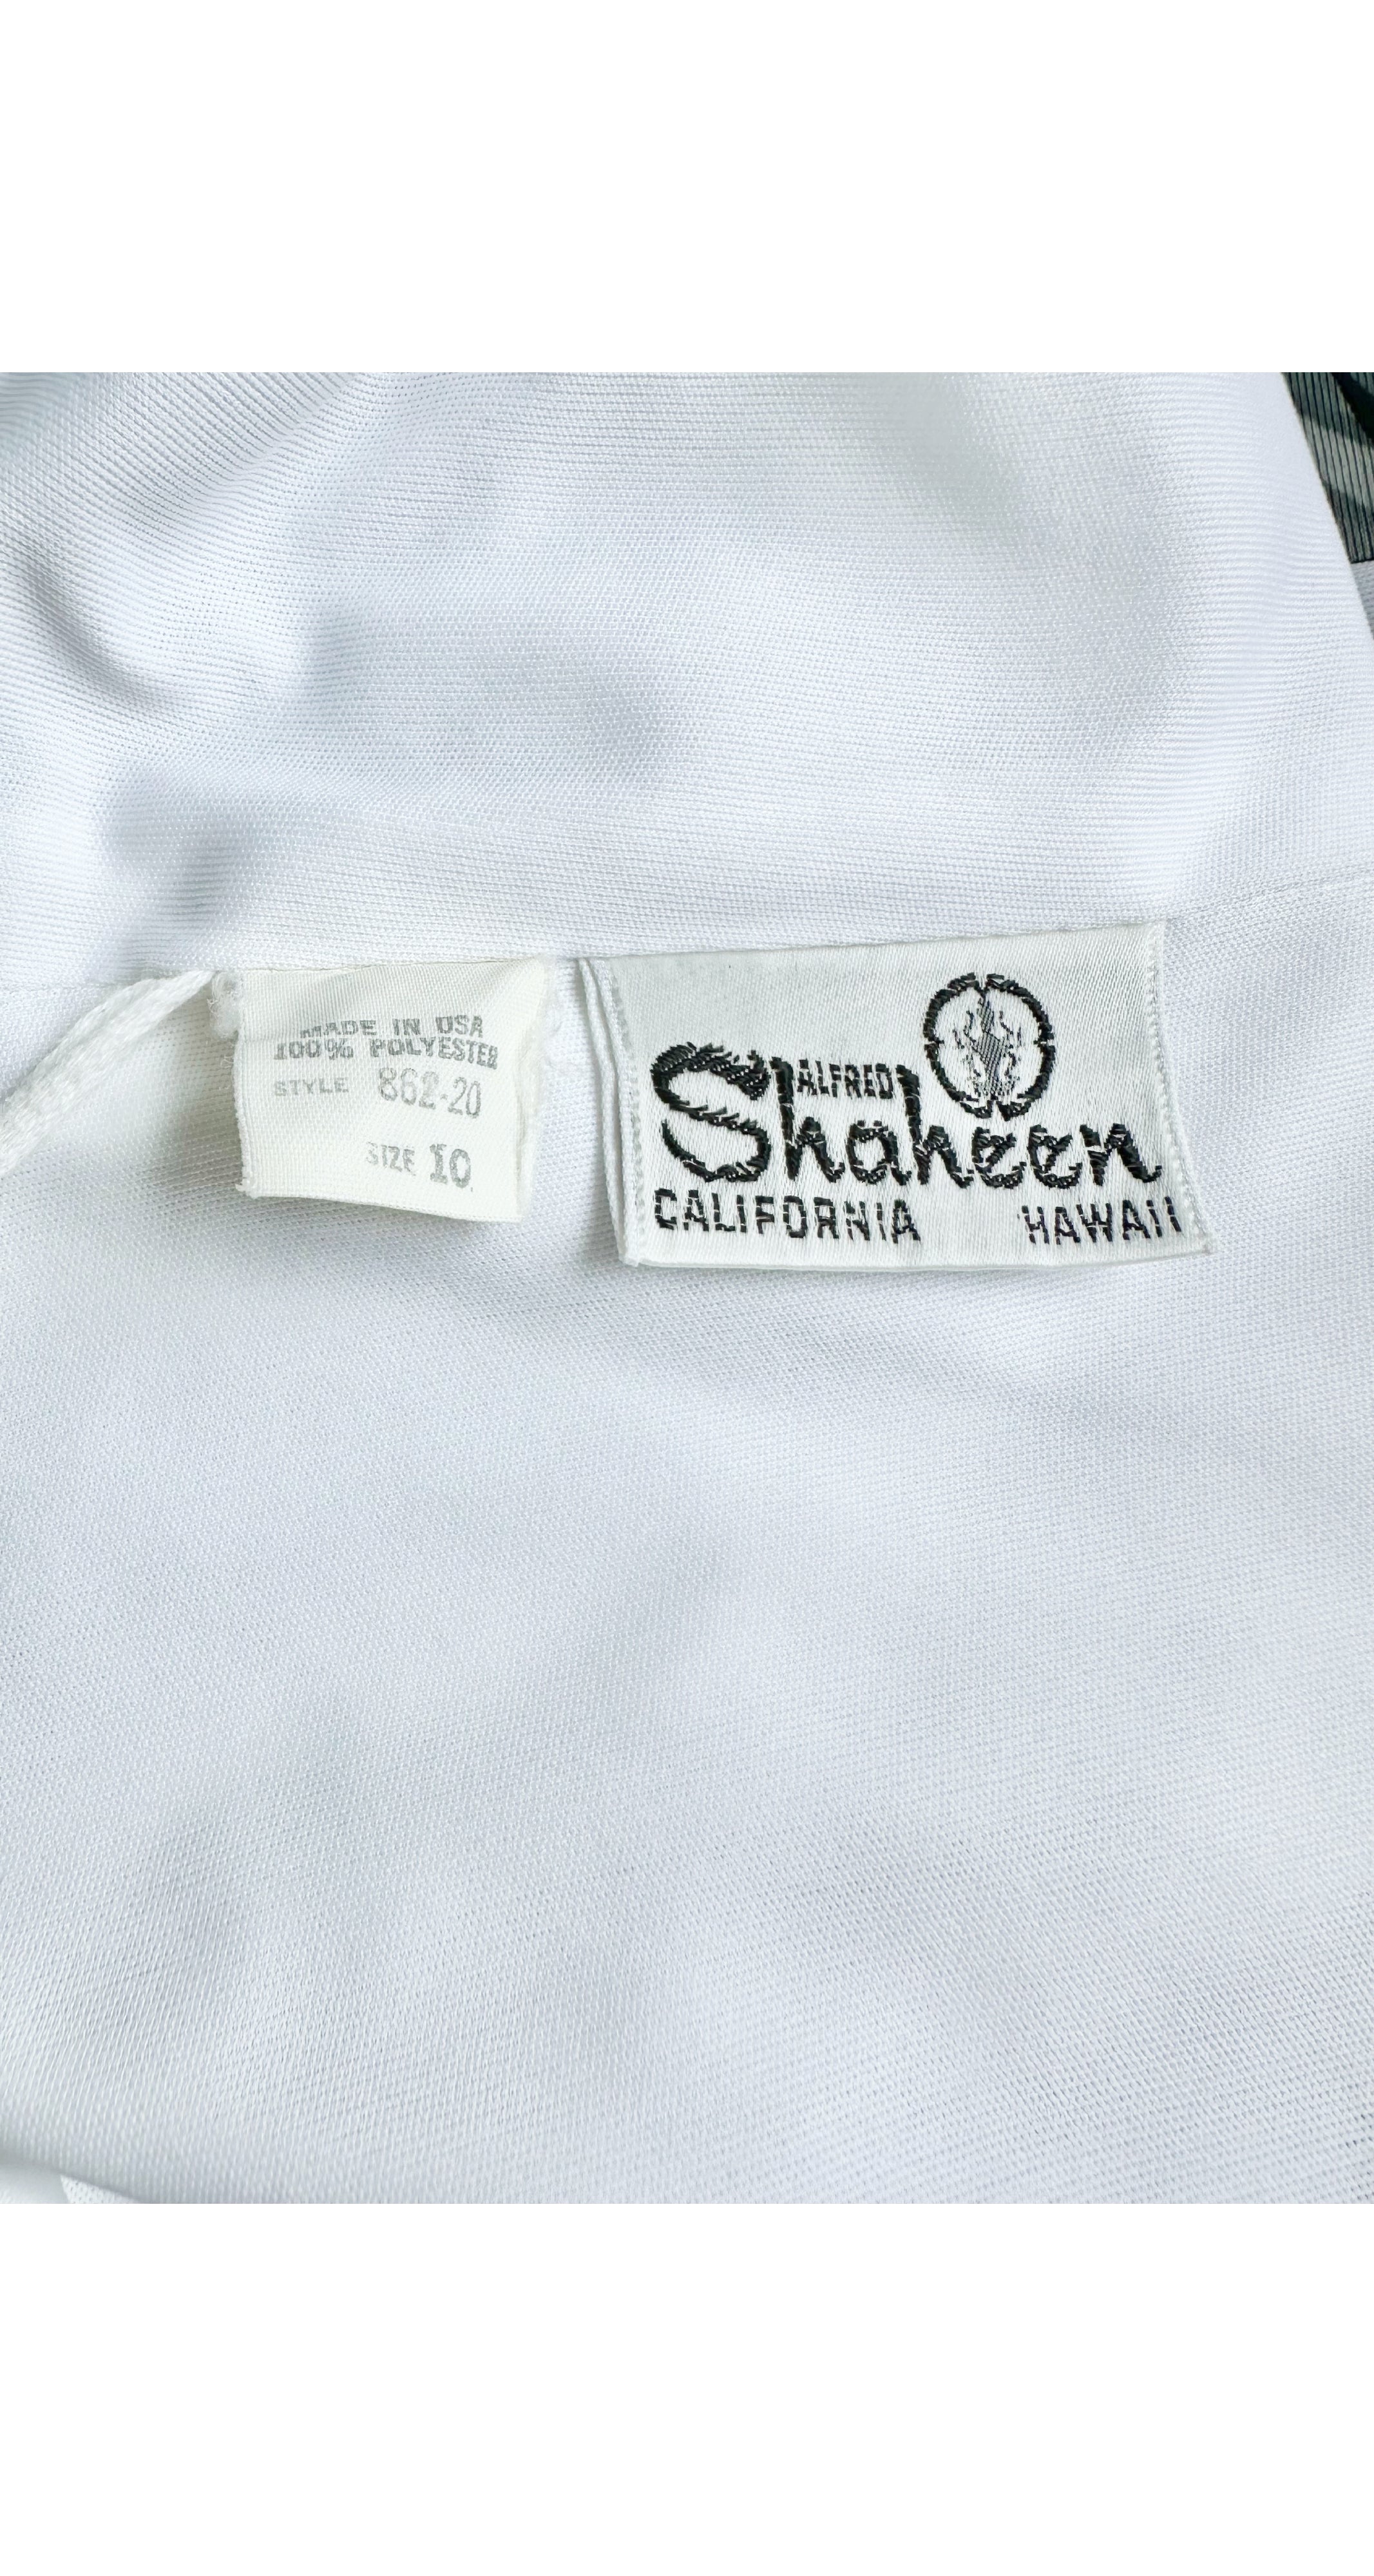 MADE IN USA
100% POLYESTER
STYLE 862-20
SIZE 10
ALFRED
Shaheen
CALIFORNIA HAWAII